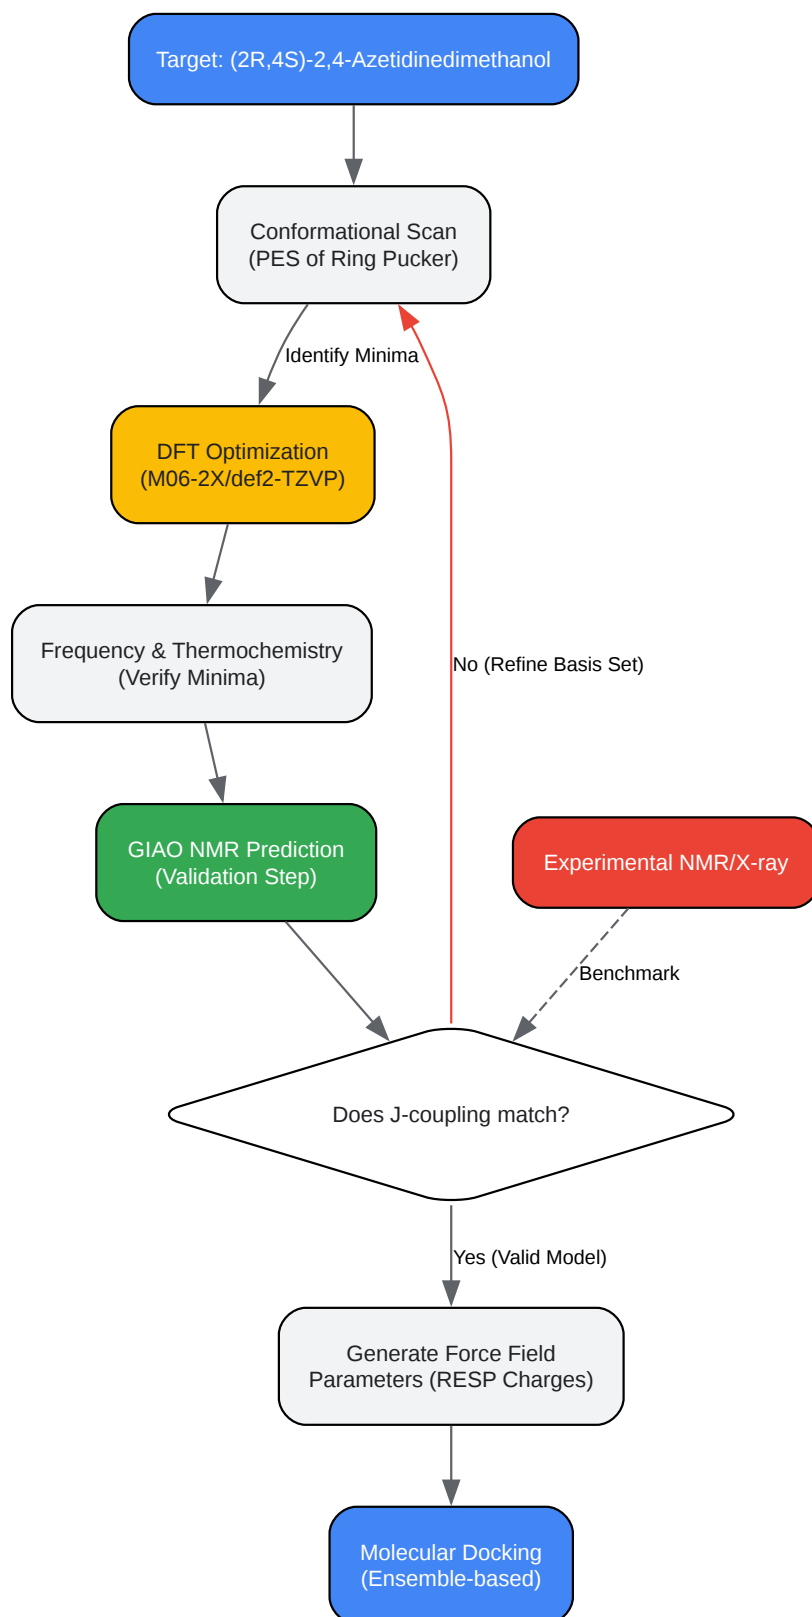 Target: (2R,4S)-2,4-Azetidinedimethanol
Conformational Scan
(PES of Ring Pucker)
Identify Minima
DFT Optimization
(M06-2X/def2-TZVP)
Frequency & Thermochemistry
(Verify Minima)
No (Refine Basis Set)
GIAO NMR Prediction
(Validation Step)
Experimental NMR/X-ray
Benchmark
Does J-coupling match?
Yes (Valid Model)
Generate Force Field
Parameters (RESP Charges)
Molecular Docking
(Ensemble-based)